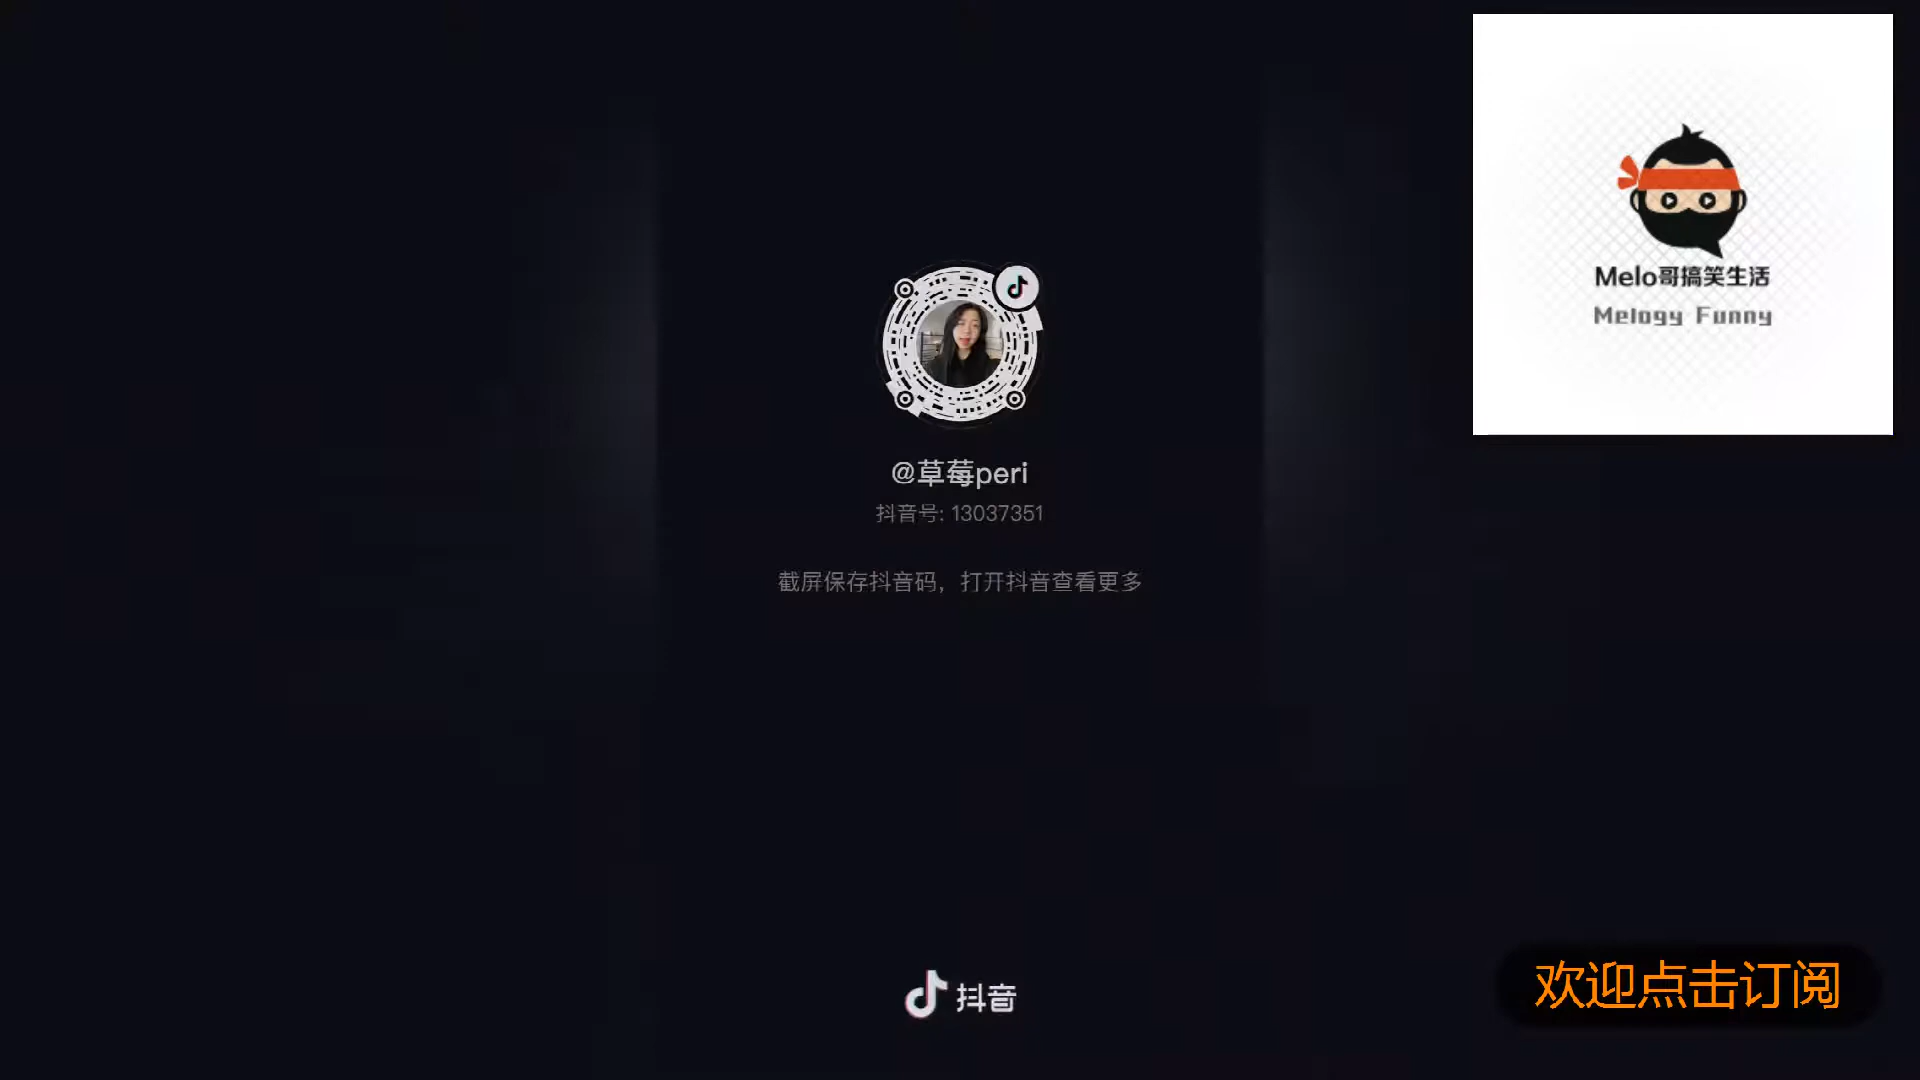 @草莓peri
抖音号: 13037351
截屏保存抖音码，打开抖音查看更多
抖音
Melo哥搞笑生活
Melogy Funny
欢迎点击订阅